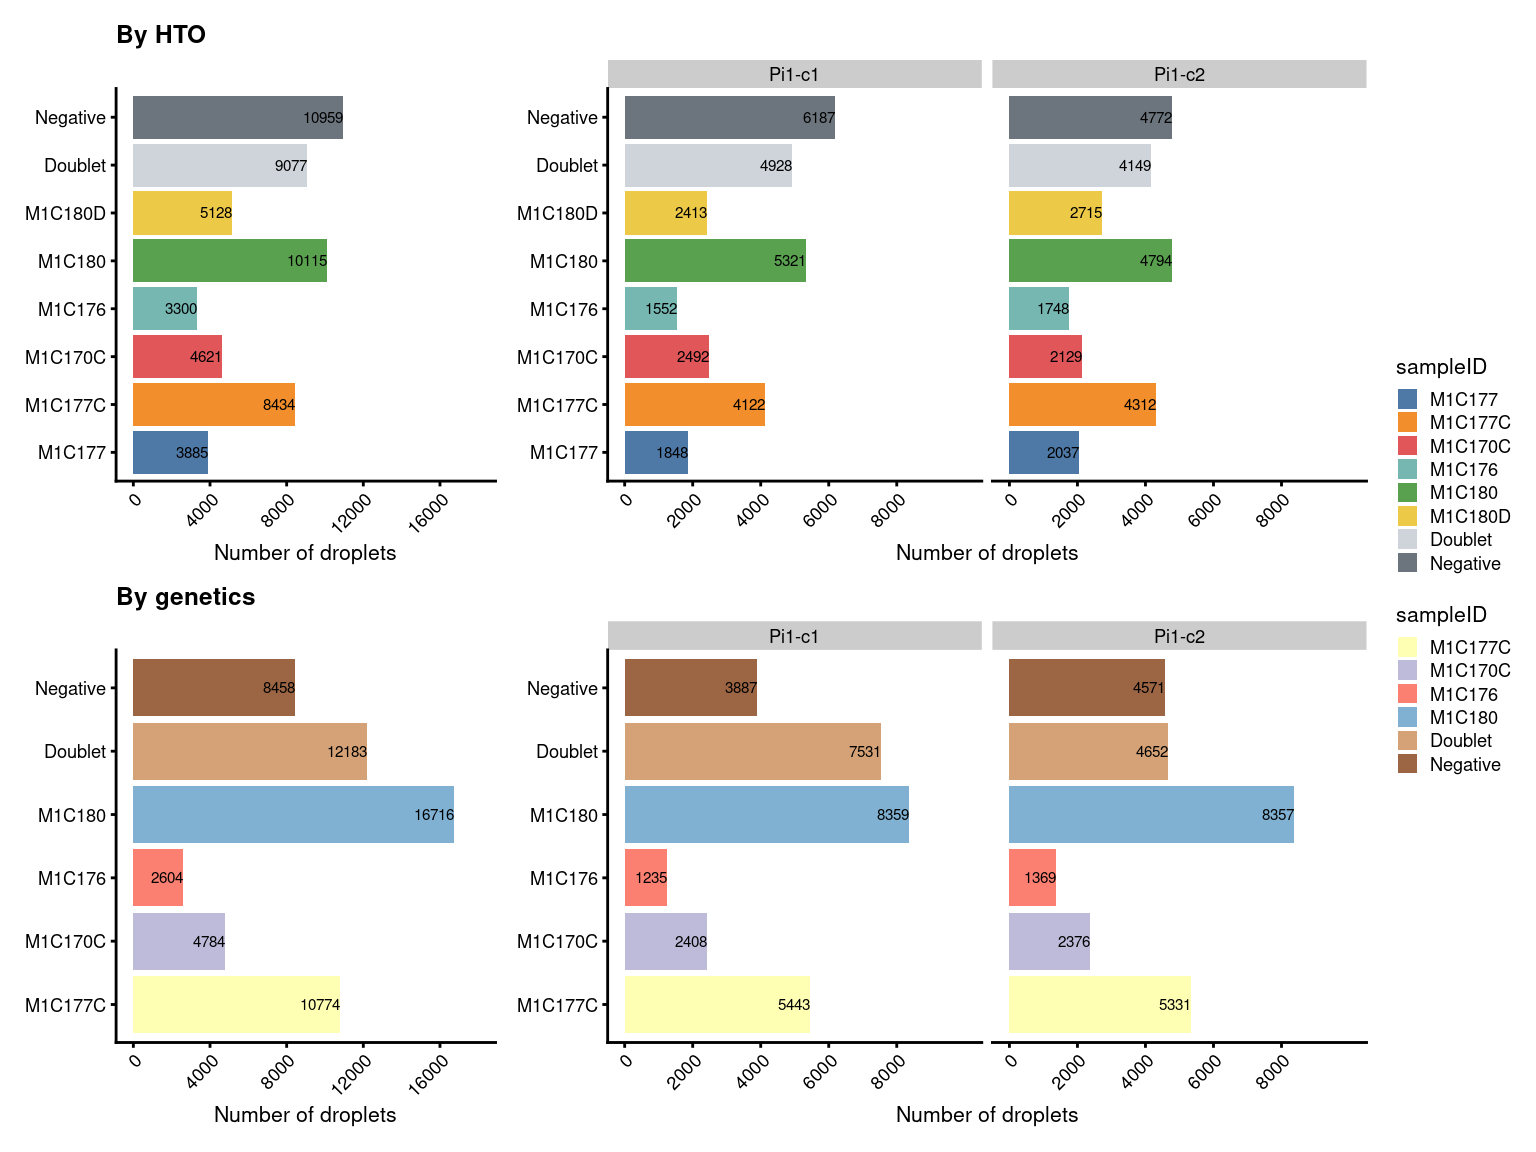 By HTO
Pi1-c1
Pi1-c2
Negative 10959
Doublet 9077
M1C180D 5128
M1C180 10115
M1C176 3300
M1C170C 4621
M1C177C 8434
M1C177 3885
0 4000 8000 12000 16000
Number of droplets
Negative 6187 4772
Doublet 4928 4149
M1C180D 2413 2715
M1C180 5321 4794
M1C176 1552 1748
M1C170C 2492 2129
M1C177C 4122 4312
M1C177 1848 2037
0 2000 4000 6000 8000 0 2000 4000 6000 8000
Number of droplets
sampleID
M1C177
M1C177C
M1C170C
M1C176
M1C180
M1C180D
Doublet
Negative
By genetics
Pi1-c1
Pi1-c2
Negative 8458
Doublet 12183
M1C180 16716
M1C176 2604
M1C170C 4784
M1C177C 10774
0 4000 8000 12000 16000
Number of droplets
Negative 3887 4571
Doublet 7531 4652
M1C180 8359 8357
M1C176 1235 1369
M1C170C 2408 2376
M1C177C 5443 5331
0 2000 4000 6000 8000 0 2000 4000 6000 8000
Number of droplets
sampleID
M1C177C
M1C170C
M1C176
M1C180
Doublet
Negative